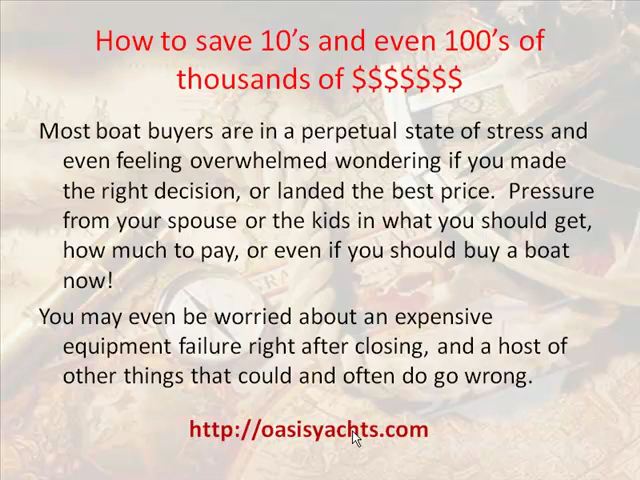 How to save 10's and even 100's of
thousands of $$$$$$$
Most boat buyers are in a perpetual state of stress and
even feeling overwhelmed wondering if you made
the right decision, or landed the best price.  Pressure
from your spouse or the kids in what you should get,
how much to pay, or even if you should buy a boat
now!
You may even be worried about an expensive
equipment failure right after closing, and a host of
other things that could and often do go wrong.
http://oasisyachts.com